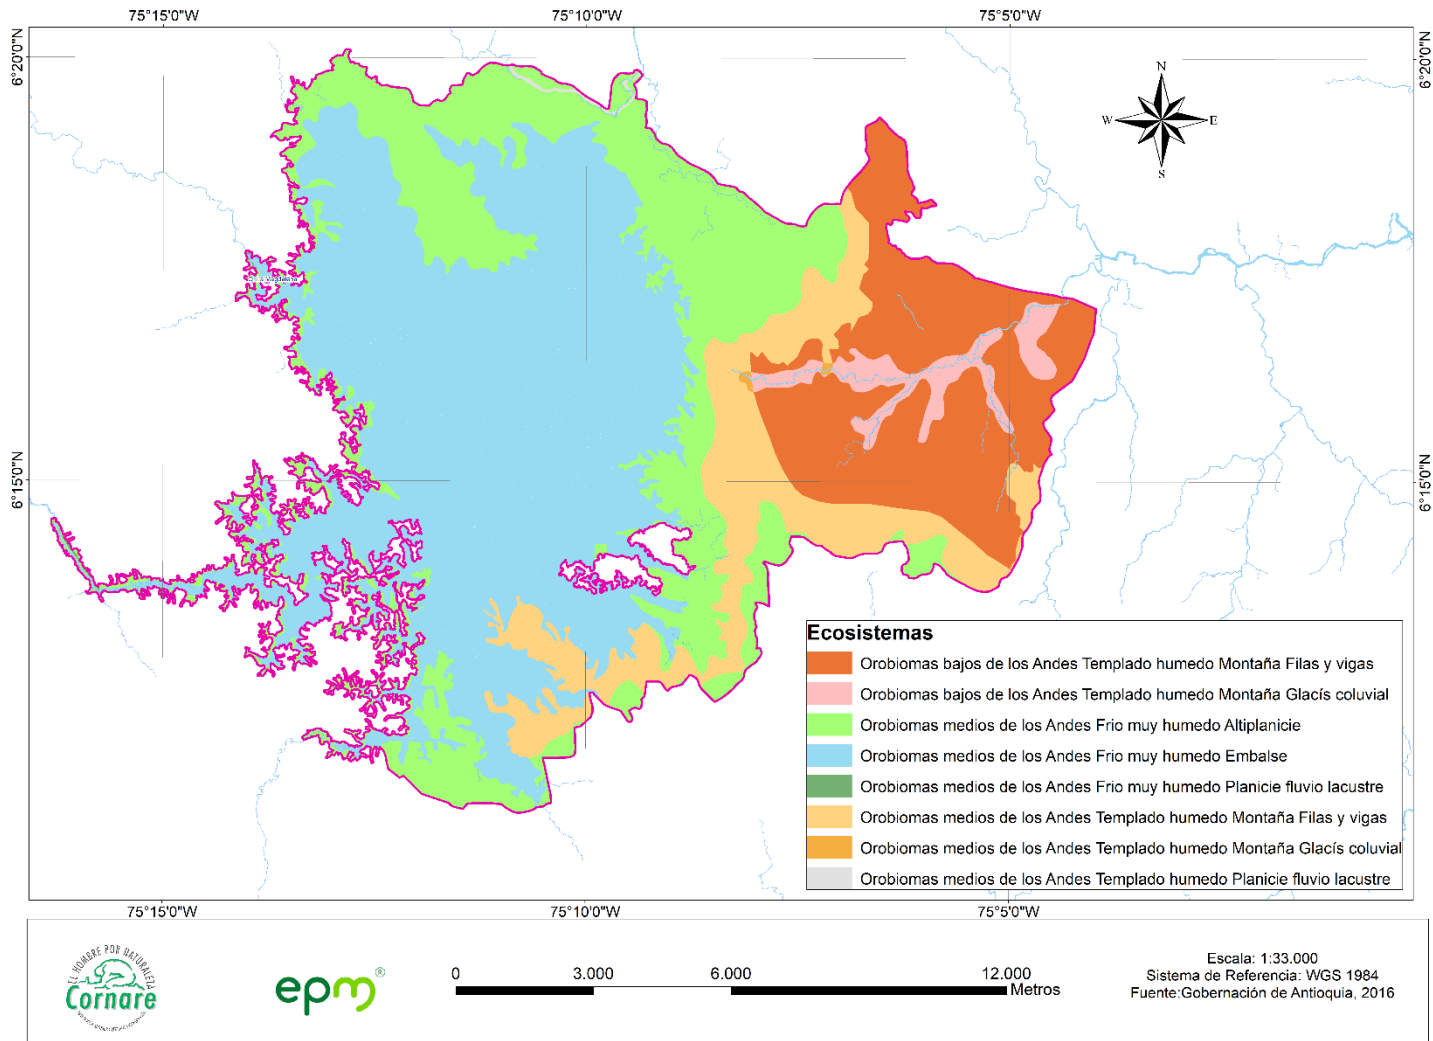 75°15'0"W 75°10'0"W 75°5'0"W
6°20'0"N 6°20'0"N
N
W E
S
6°15'0"N 6°15'0"N
Ecosistemas
Orobiomas bajos de los Andes Templado humedo Montaña Filas y vigas
Orobiomas bajos de los Andes Templado humedo Montaña Glacís coluvial
Orobiomas medios de los Andes Frio muy humedo Altiplanicie
Orobiomas medios de los Andes Frio muy humedo Embalse
Orobiomas medios de los Andes Frio muy humedo Planicie fluvio lacustre
Orobiomas medios de los Andes Templado humedo Montaña Filas y vigas
Orobiomas medios de los Andes Templado humedo Montaña Glacís coluvial
Orobiomas medios de los Andes Templado humedo Planicie fluvio lacustre
75°15'0"W 75°10'0"W 75°5'0"W
EL HOMBRE POR NATURALEZA
Cornare
epm®
0 3.000 6.000 12.000
Metros
Escala: 1:33.000
Sistema de Referencia: WGS 1984
Fuente:Gobernación de Antioquia, 2016